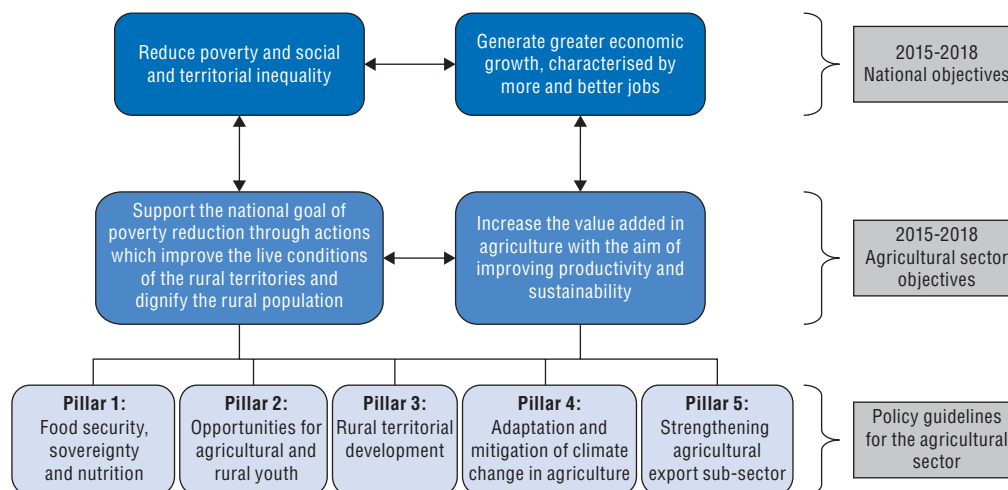 Reduce poverty and social
and territorial inequality
Generate greater economic
growth, characterised by
more and better jobs
2015-2018
National objectives
Support the national goal of
poverty reduction through actions
which improve the live conditions
of the rural territories and
dignify the rural population
Increase the value added in
agriculture with the aim of
improving productivity and
sustainability
2015-2018
Agricultural sector
objectives
Pillar 1:
Food security,
sovereignty
and nutrition
Pillar 2:
Opportunities for
agricultural and
rural youth
Pillar 3:
Rural territorial
development
Pillar 4:
Adaptation and
mitigation of climate
change in agriculture
Pillar 5:
Strengthening
agricultural
export sub-sector
Policy guidelines
for the agricultural
sector